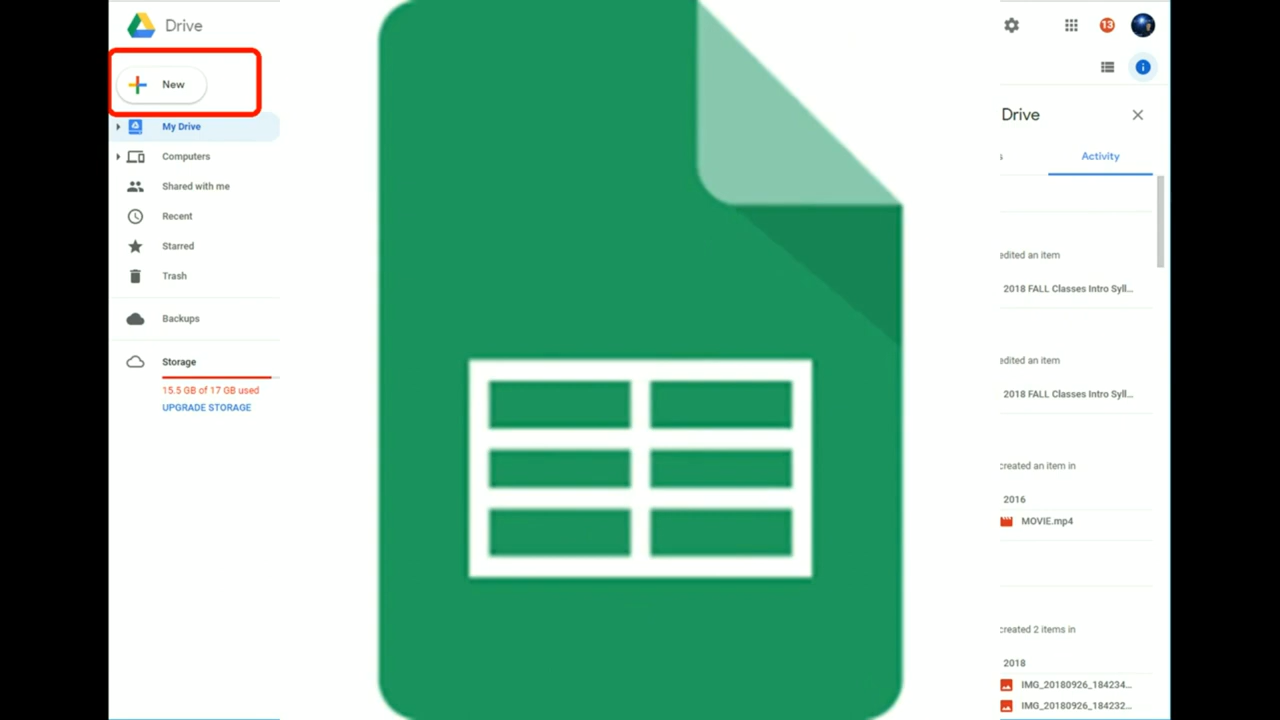 Drive
New
My Drive
Computers
Shared with me
Recent
Starred
Trash
Backups
Storage
15.5 GB of 17 GB used
UPGRADE STORAGE
13
Drive
Activity
edited an item
2018 FALL Classes Intro Syll...
edited an item
2018 FALL Classes Intro Syll...
created an item in
2016
MOVIE.mp4
created 2 items in
2018
IMG_20180926_184234...
IMG_20180926_184232...